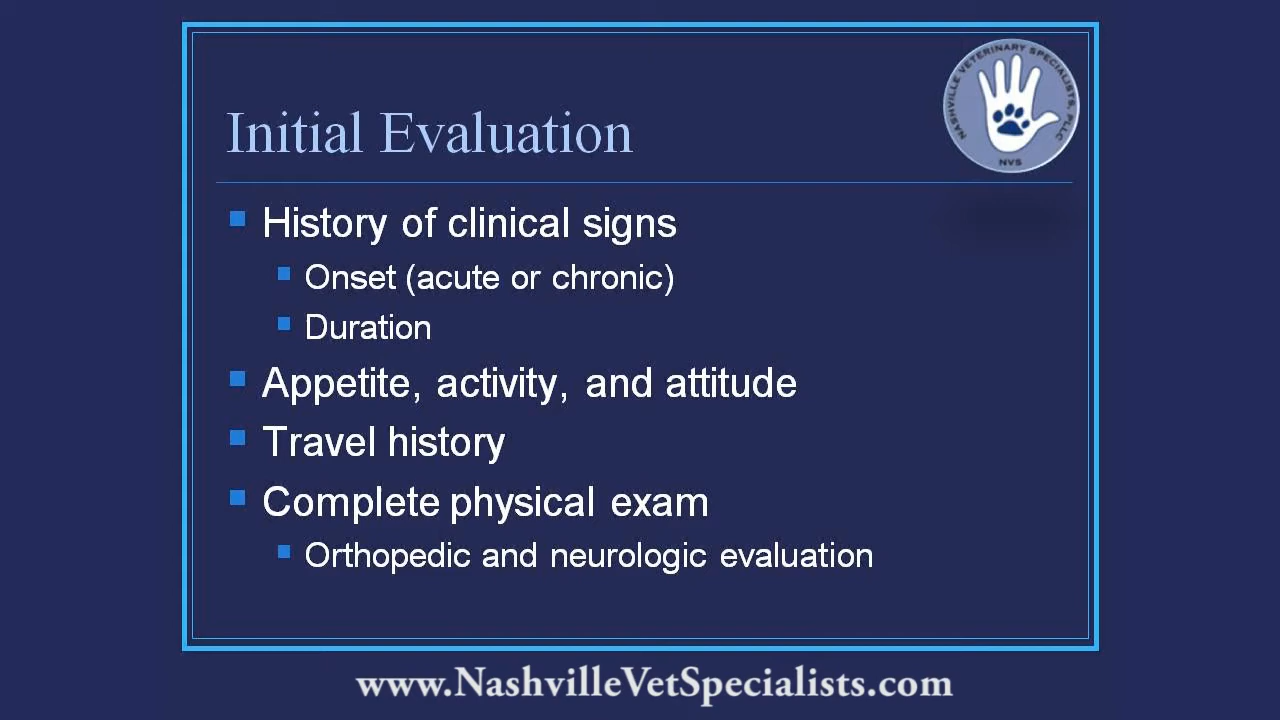 NASHVILLE VETERINARY SPECIALISTS, PLLC
NVS
Initial Evaluation
History of clinical signs
Onset (acute or chronic)
Duration
Appetite, activity, and attitude
Travel history
Complete physical exam
Orthopedic and neurologic evaluation
www.NashvilleVetSpecialists.com